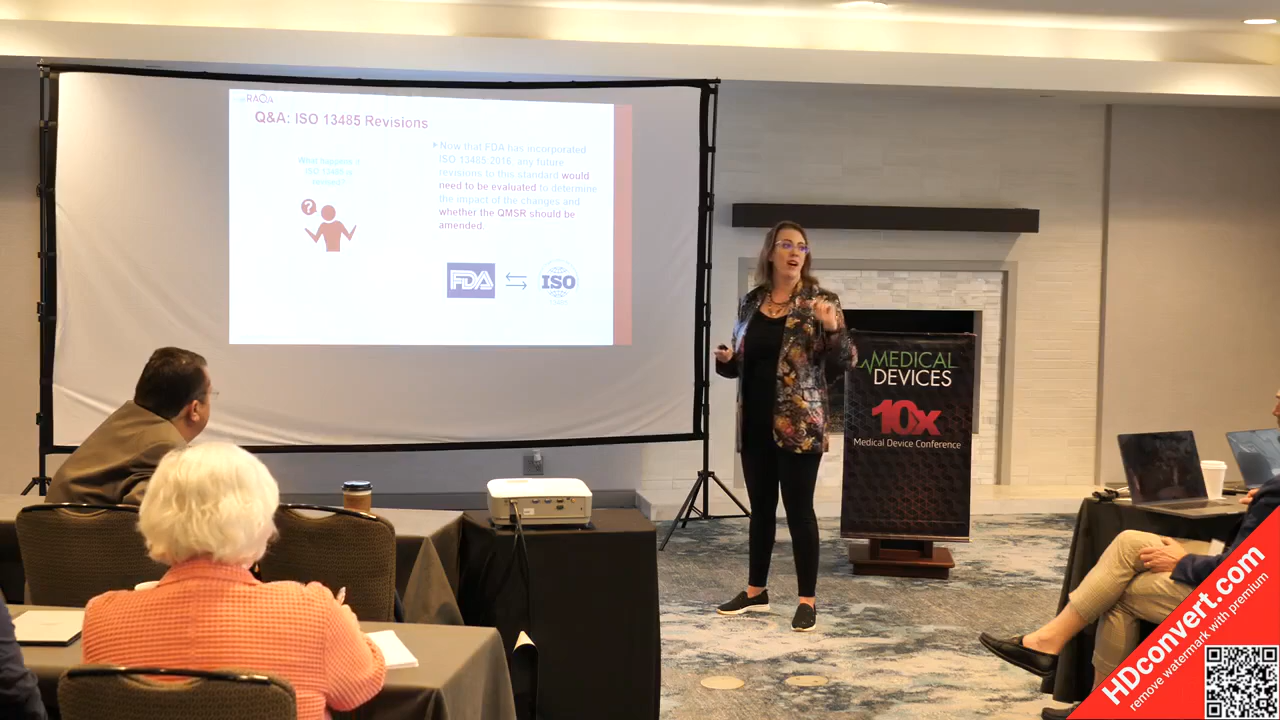 RAQA
Q&A: ISO 13485 Revisions
What happens if
ISO 13485 is
revised?
?
Now that FDA has incorporated
ISO 13485:2016, any future
revisions to this standard would
need to be evaluated to determine
the impact of the changes and
whether the QMSR should be
amended.
FDA
ISO
MEDICAL
DEVICES
10x
Medical Device Conference
HDconvert.com
remove watermark with premium